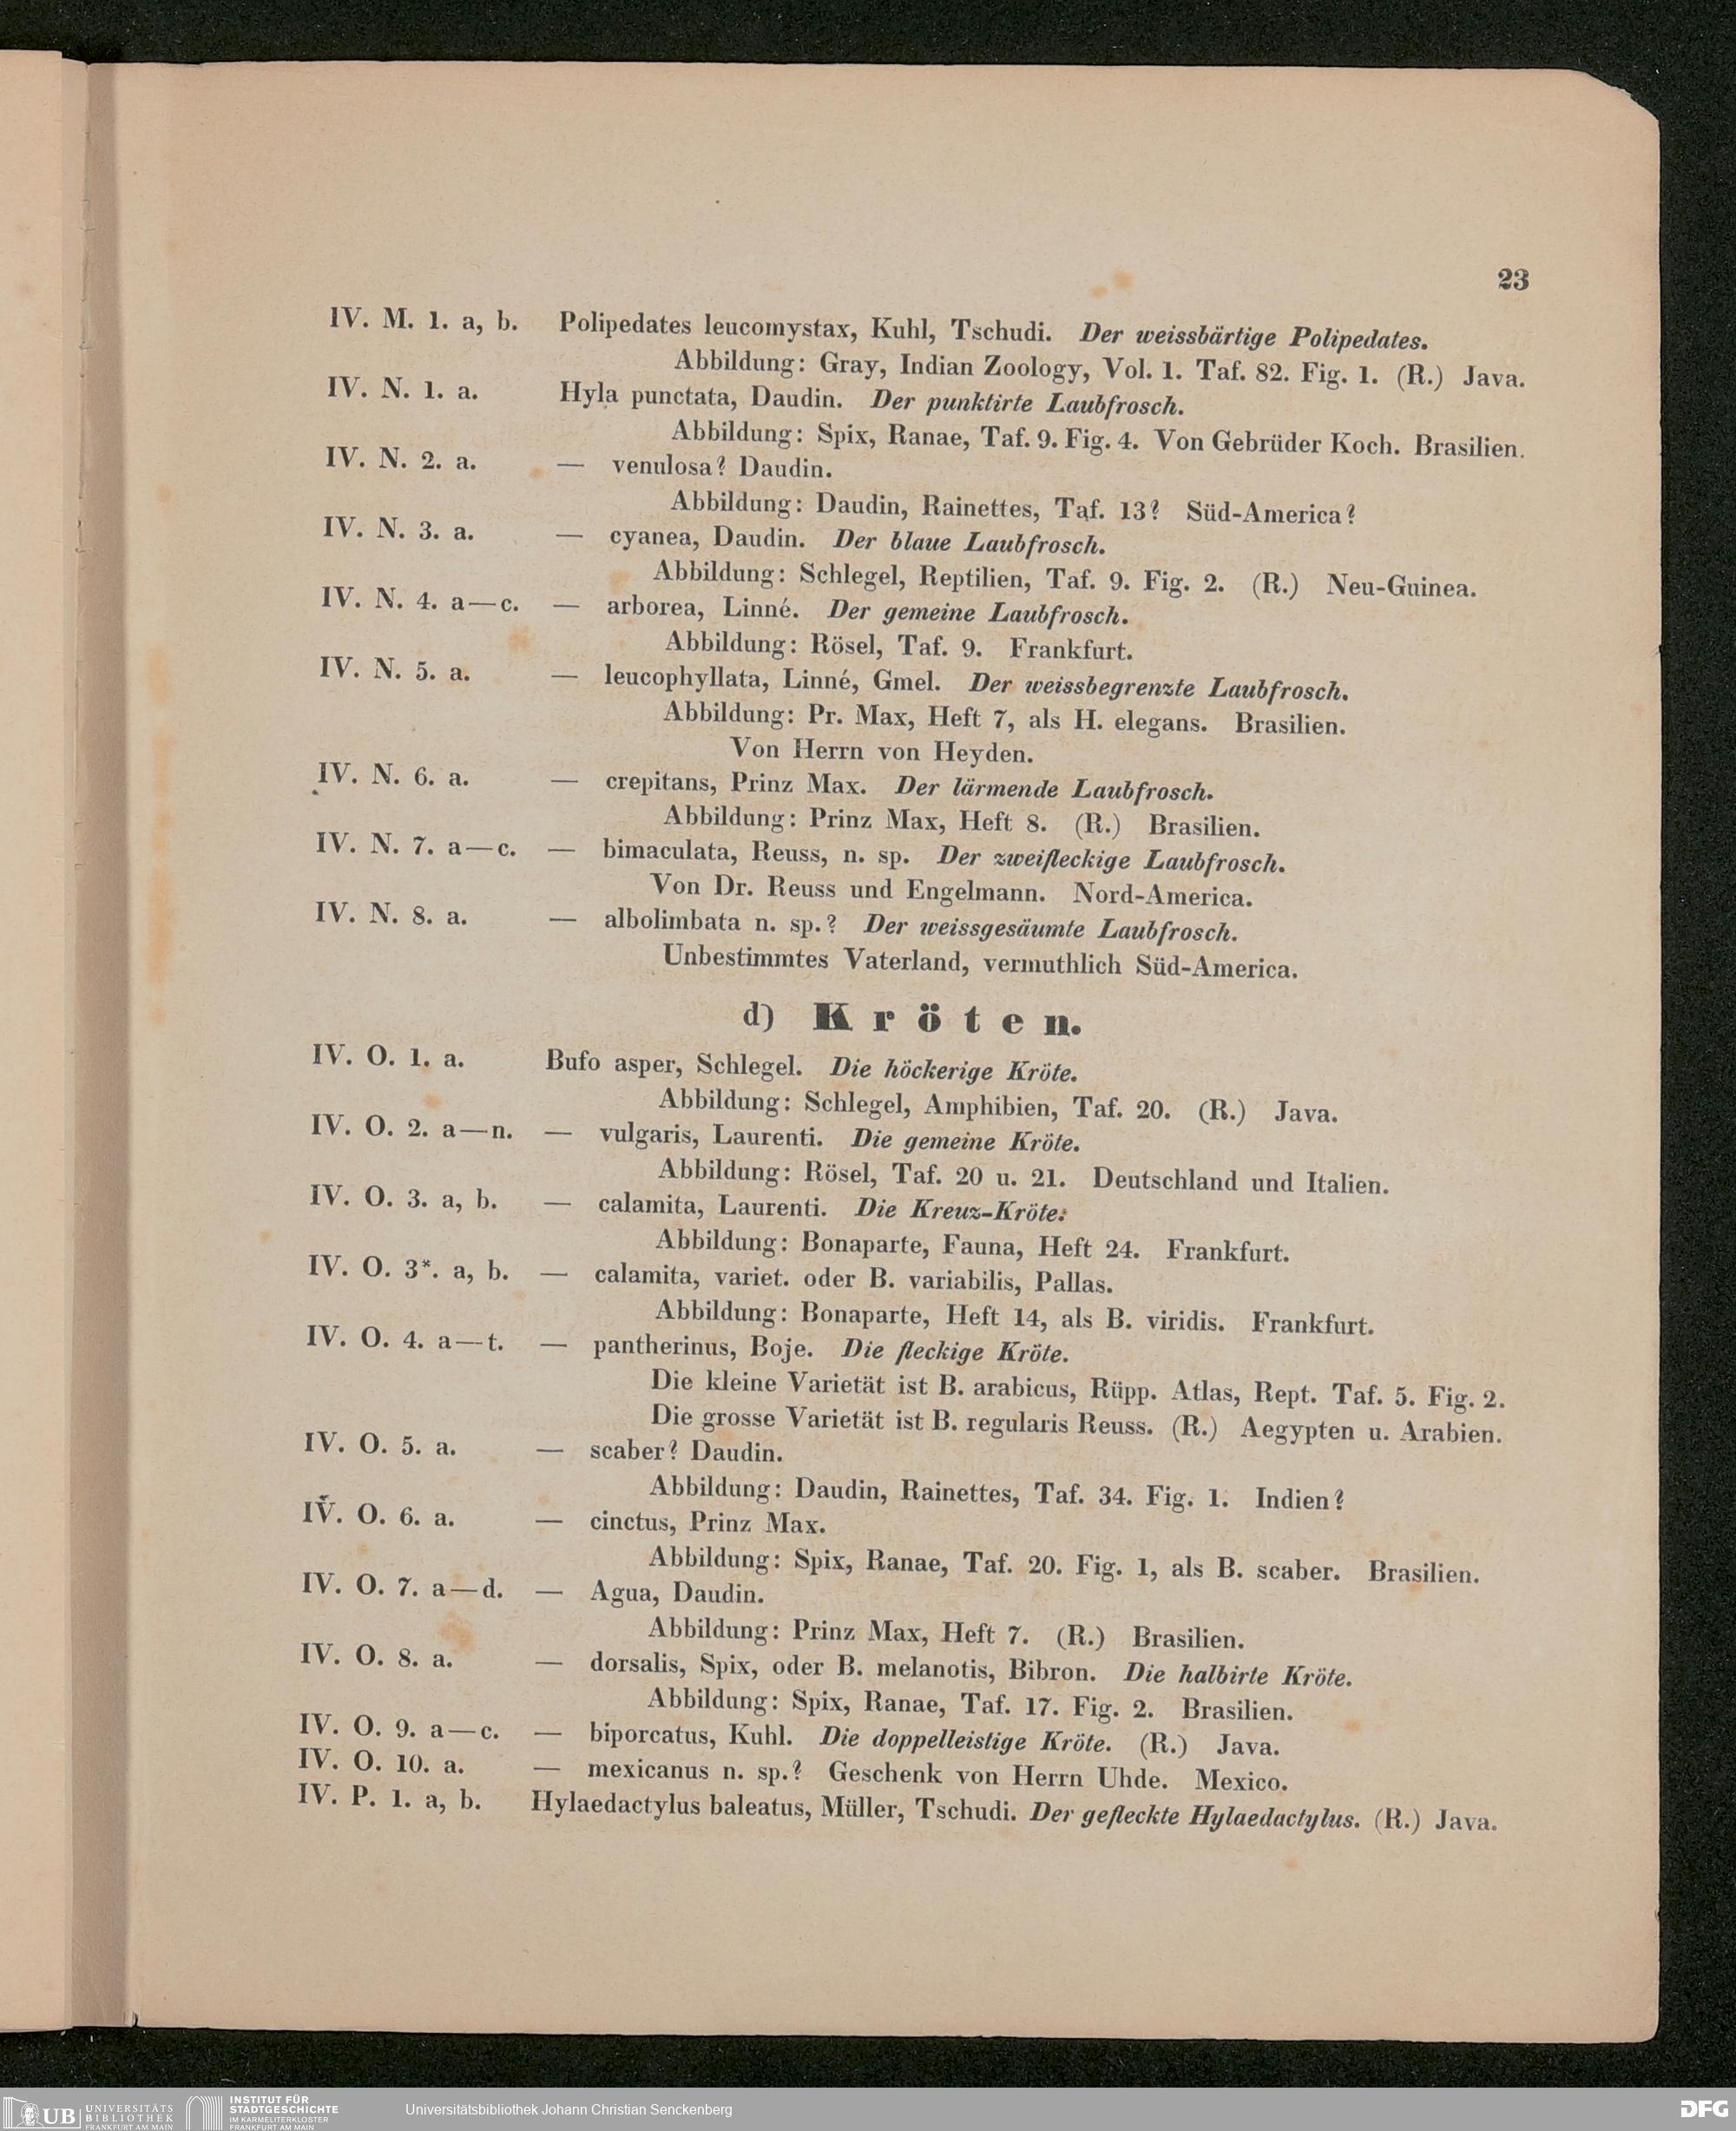 23
IV. M. 1. a, b. Polipedates leucomystax, Kuhl, Tschudi. Der weissbärtige Polipedates.
Abbildung: Gray, Indian Zoology, Vol. 1. Taf. 82. Fig. 1. (R.) Java.
IV. N. 1. a. Hyla punctata, Daudin. Der punktirte Laubfrosch.
Abbildung: Spix, Ranae, Taf. 9. Fig. 4. Von Gebrüder Koch. Brasilien.
IV. N. 2. a. — venulosa? Daudin.
Abbildung: Daudin, Rainettes, Taf. 13? Süd-America?
IV. N. 3. a. — cyanea, Daudin. Der blaue Laubfrosch.
Abbildung: Schlegel, Reptilien, Taf. 9. Fig. 2. (R.) Neu-Guinea.
IV. N. 4. a—c. — arborea, Linné. Der gemeine Laubfrosch.
Abbildung: Rösel, Taf. 9. Frankfurt.
IV. N. 5. a. — leucophyllata, Linné, Gmel. Der weissbegrenzte Laubfrosch.
Abbildung: Pr. Max, Heft 7, als H. elegans. Brasilien.
Von Herrn von Heyden.
IV. N. 6. a. — crepitans, Prinz Max. Der lärmende Laubfrosch.
Abbildung: Prinz Max, Heft 8. (R.) Brasilien.
IV. N. 7. a—c. — bimaculata, Reuss, n. sp. Der zweifleckige Laubfrosch.
Von Dr. Reuss und Engelmann. Nord-America.
IV. N. 8. a. — albolimbata n. sp.? Der weissgesäumte Laubfrosch.
Unbestimmtes Vaterland, vermuthlich Süd-America.
d) Kröten.
IV. O. 1. a. Bufo asper, Schlegel. Die höckerige Kröte.
Abbildung: Schlegel, Amphibien, Taf. 20. (R.) Java.
IV. O. 2. a—n. — vulgaris, Laurenti. Die gemeine Kröte.
Abbildung: Rösel, Taf. 20 u. 21. Deutschland und Italien.
IV. O. 3. a, b. — calamita, Laurenti. Die Kreuz-Kröte.
Abbildung: Bonaparte, Fauna, Heft 24. Frankfurt.
IV. O. 3*. a, b. — calamita, variet. oder B. variabilis, Pallas.
Abbildung: Bonaparte, Heft 14, als B. viridis. Frankfurt.
IV. O. 4. a—t. — pantherinus, Boje. Die fleckige Kröte.
Die kleine Varietät ist B. arabicus, Rüpp. Atlas, Rept. Taf. 5. Fig. 2.
Die grosse Varietät ist B. regularis Reuss. (R.) Aegypten u. Arabien.
IV. O. 5. a. — scaber? Daudin.
Abbildung: Daudin, Rainettes, Taf. 34. Fig. 1. Indien?
IV. O. 6. a. — cinctus, Prinz Max.
Abbildung: Spix, Ranae, Taf. 20. Fig. 1, als B. scaber. Brasilien.
IV. O. 7. a—d. — Agua, Daudin.
Abbildung: Prinz Max, Heft 7. (R.) Brasilien.
IV. O. 8. a. — dorsalis, Spix, oder B. melanotis, Bibron. Die halbirte Kröte.
Abbildung: Spix, Ranae, Taf. 17. Fig. 2. Brasilien.
IV. O. 9. a—c. — biporcatus, Kuhl. Die doppelleistige Kröte. (R.) Java.
IV. O. 10. a. — mexicanus n. sp.? Geschenk von Herrn Uhde. Mexico.
IV. P. 1. a, b. Hylaedactylus baleatus, Müller, Tschudi. Der gefleckte Hylaedactylus. (R.) Java.
UB UNIVERSITÄTS
BIBLIOTHEK
FRANKFURT AM MAIN
INSTITUT FÜR
STADTGESCHICHTE
IM KARMELITERKLOSTER
FRANKFURT AM MAIN
Universitätsbibliothek Johann Christian Senckenberg
DFG